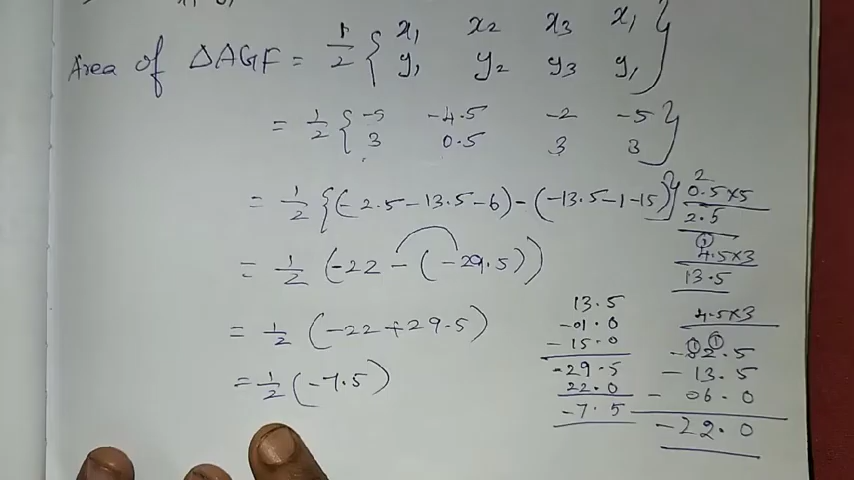 Area of ΔAGF = 1/2 { x₁ x₂ x₃ x₁
y₁ y₂ y₃ y₁ }
= 1/2 { -5 -4.5 -2 -5
3 0.5 3 3 }
= 1/2 { (-2.5-13.5-6) - (-13.5-1-15) }
= 1/2 (-22 - (-29.5))
= 1/2 (-22+29.5)
= 1/2 (-7.5)
2
0.5×5
2.5
1
4.5×3
13.5
4.5×3
13.5
-01.0
-15.0
-29.5
22.0
-7.5
1 1
-02.5
-13.5
-06.0
-22.0